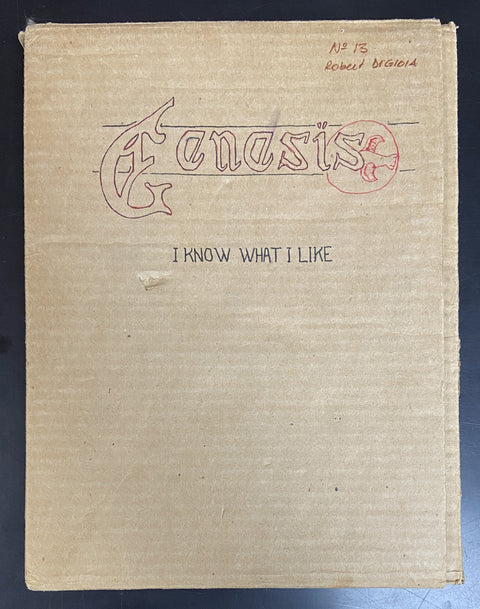 Nº 13
Robert DIGIOIA
Genesis
I KNOW WHAT I LIKE